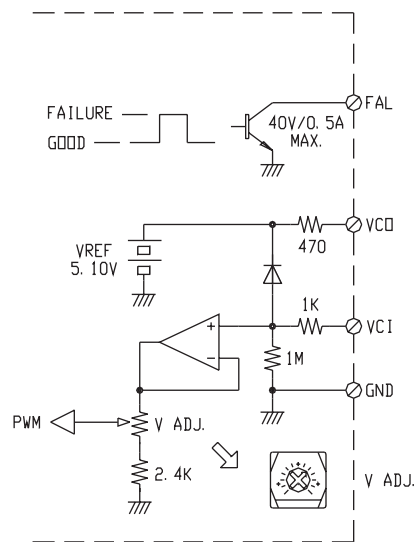 FAILURE
GOOD
FAL
40V/0.5A
MAX.
VCO
470
VREF
5.10V
1K
VCI
+
-
1M
GND
PWM
V ADJ.
2.4K
V ADJ.